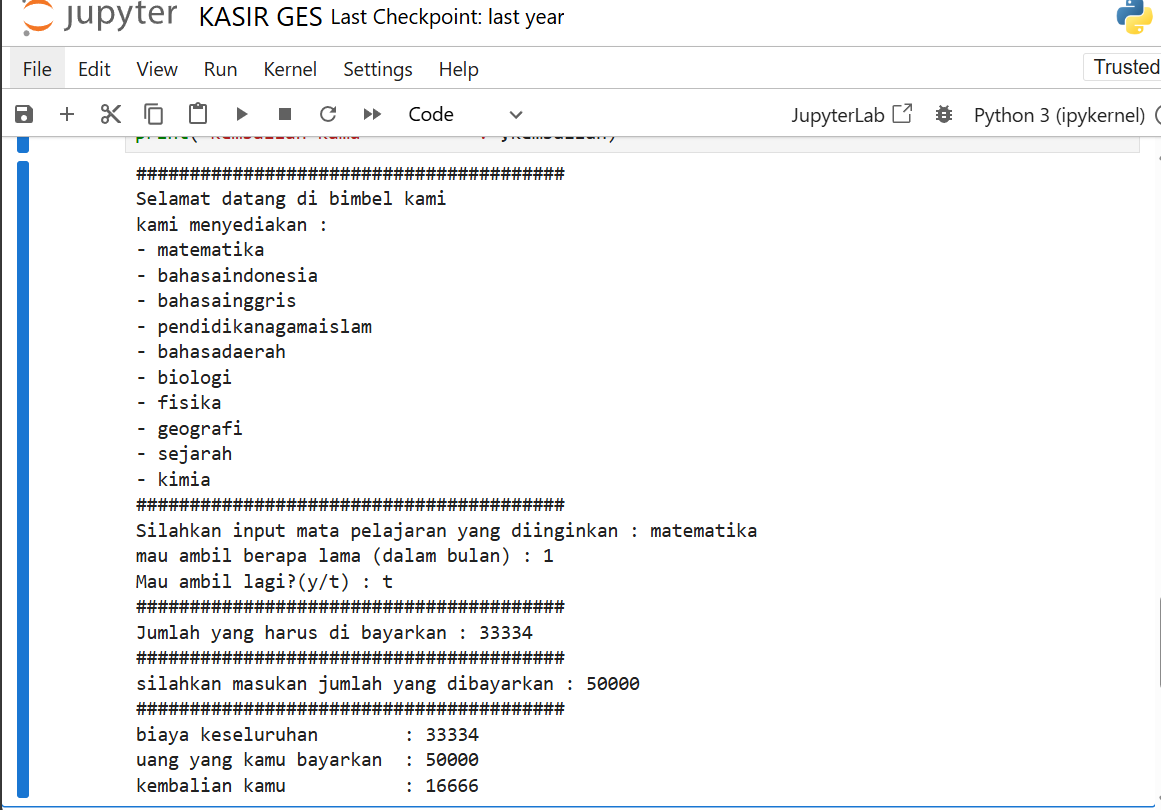 jupyter KASIR GES Last Checkpoint: last year
File Edit View Run Kernel Settings Help
Trusted
Code JupyterLab Python 3 (ipykernel)
########################################
Selamat datang di bimbel kami
kami menyediakan :
- matematika
- bahasaindonesia
- bahasainggris
- pendidikanagamaislam
- bahasadaerah
- biologi
- fisika
- geografi
- sejarah
- kimia
########################################
Silahkan input mata pelajaran yang diinginkan : matematika
mau ambil berapa lama (dalam bulan) : 1
Mau ambil lagi?(y/t) : t
########################################
Jumlah yang harus di bayarkan : 33334
########################################
silahkan masukan jumlah yang dibayarkan : 50000
########################################
biaya keseluruhan : 33334
uang yang kamu bayarkan : 50000
kembalian kamu : 16666